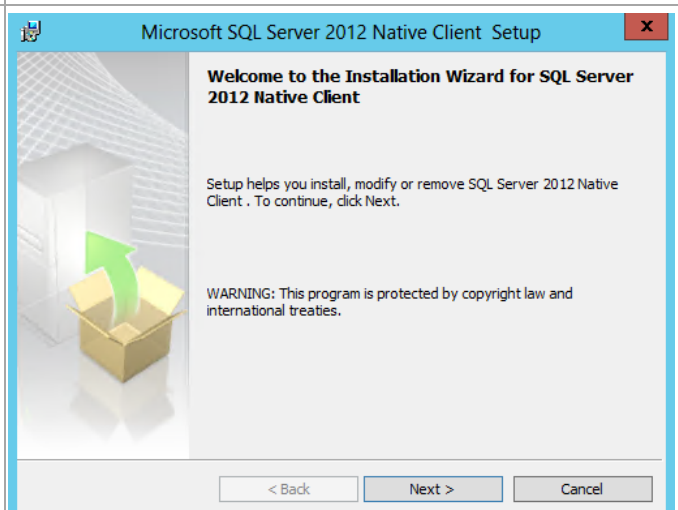 Microsoft SQL Server 2012 Native Client Setup
x
Welcome to the Installation Wizard for SQL Server
2012 Native Client
Setup helps you install, modify or remove SQL Server 2012 Native
Client . To continue, click Next.
WARNING: This program is protected by copyright law and
international treaties.
< Back
Next >
Cancel